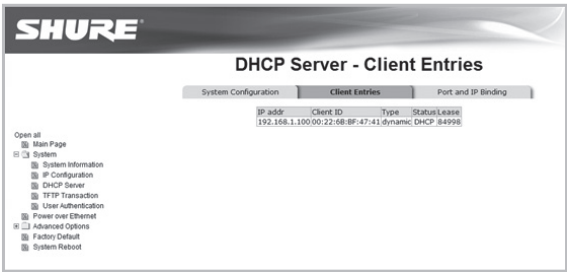 SHURE
DHCP Server - Client Entries
System Configuration Client Entries Port and IP Binding
IP addr Client ID Type Status Lease
192.168.1.100 00:22:6B:8F:47:41 dynamic DHCP 84998
Open all
Main Page
System
System Information
IP Configuration
DHCP Server
TFTP Transaction
User Authentication
Power over Ethernet
Advanced Options
Factory Default
System Reboot